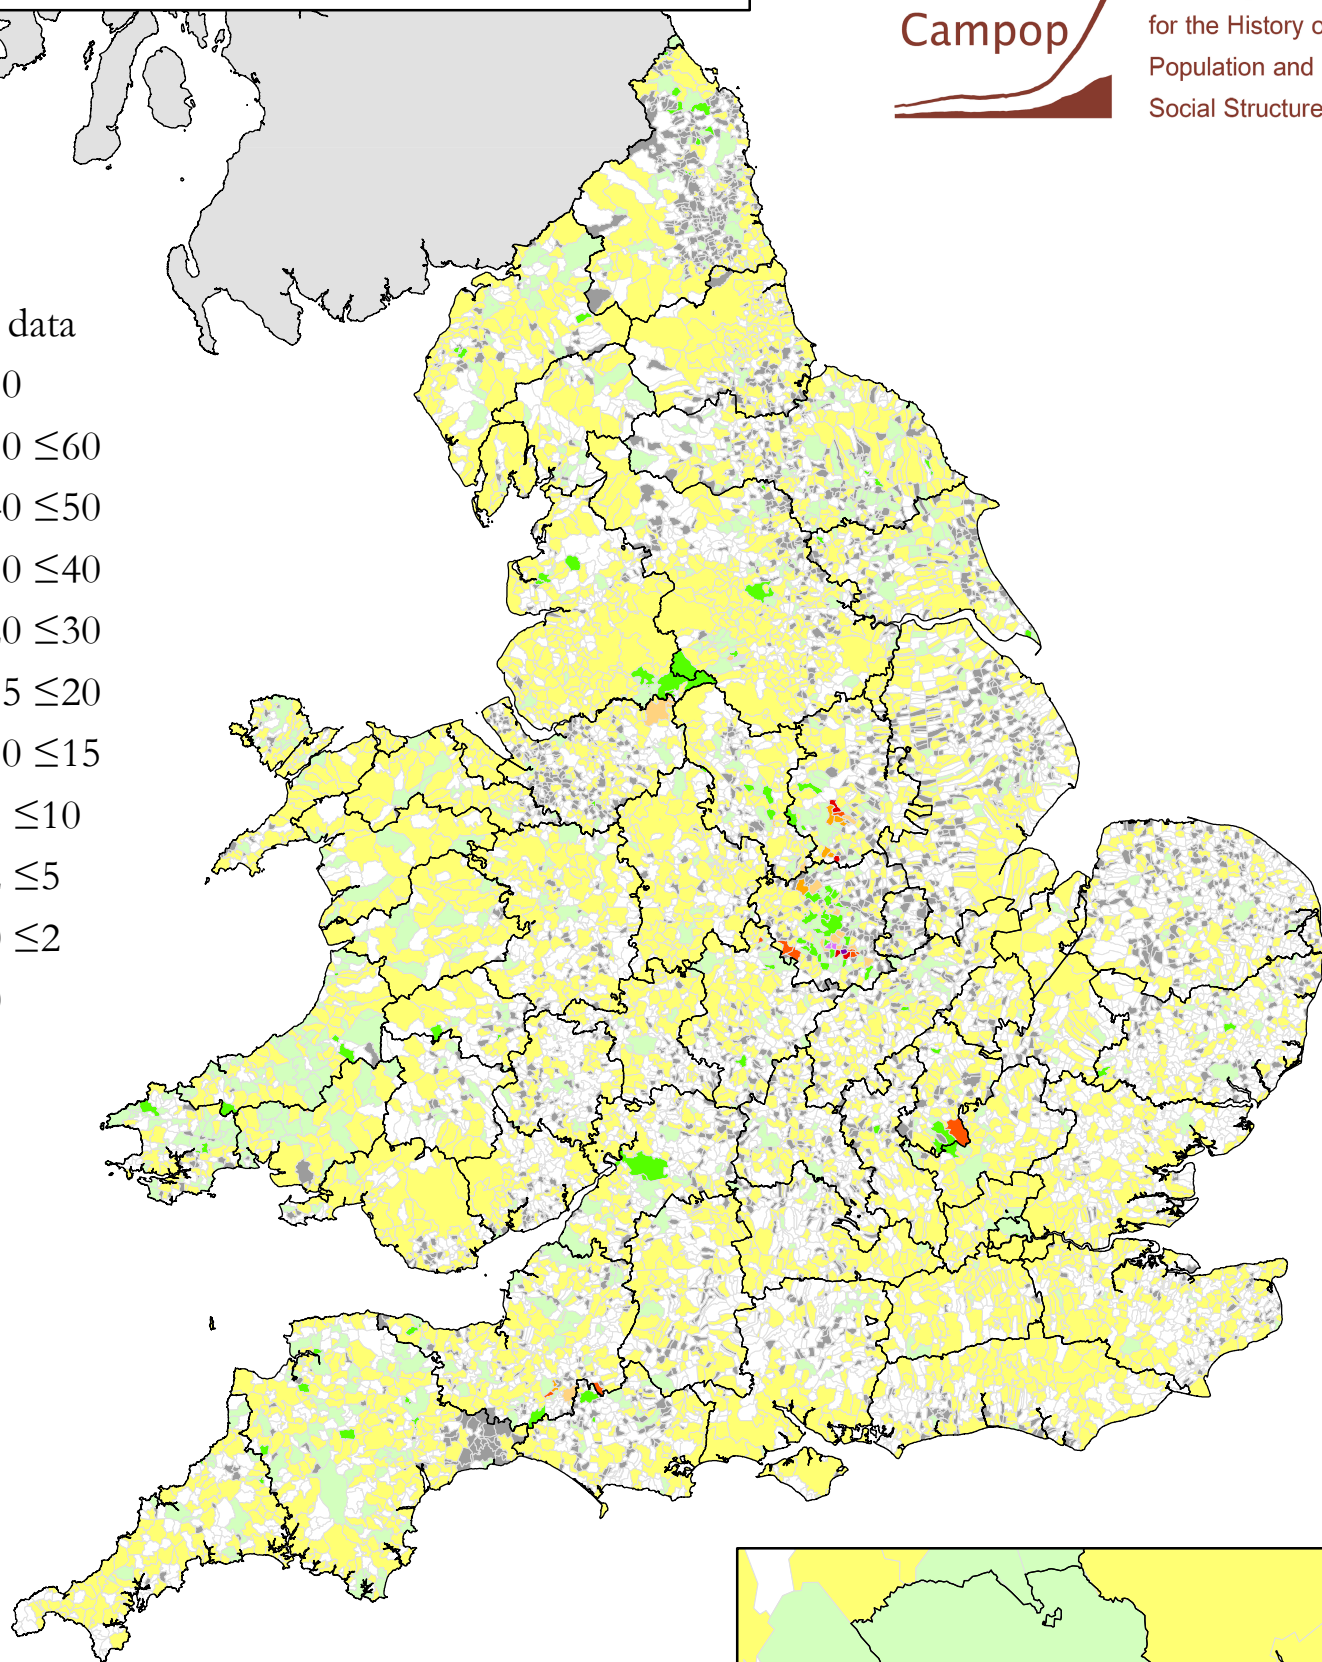 Campop
for the History o
Population and
Social Structure
data
0
0 ≤60
0 ≤50
0 ≤40
0 ≤30
5 ≤20
0 ≤15
≤10
≤5
≤2